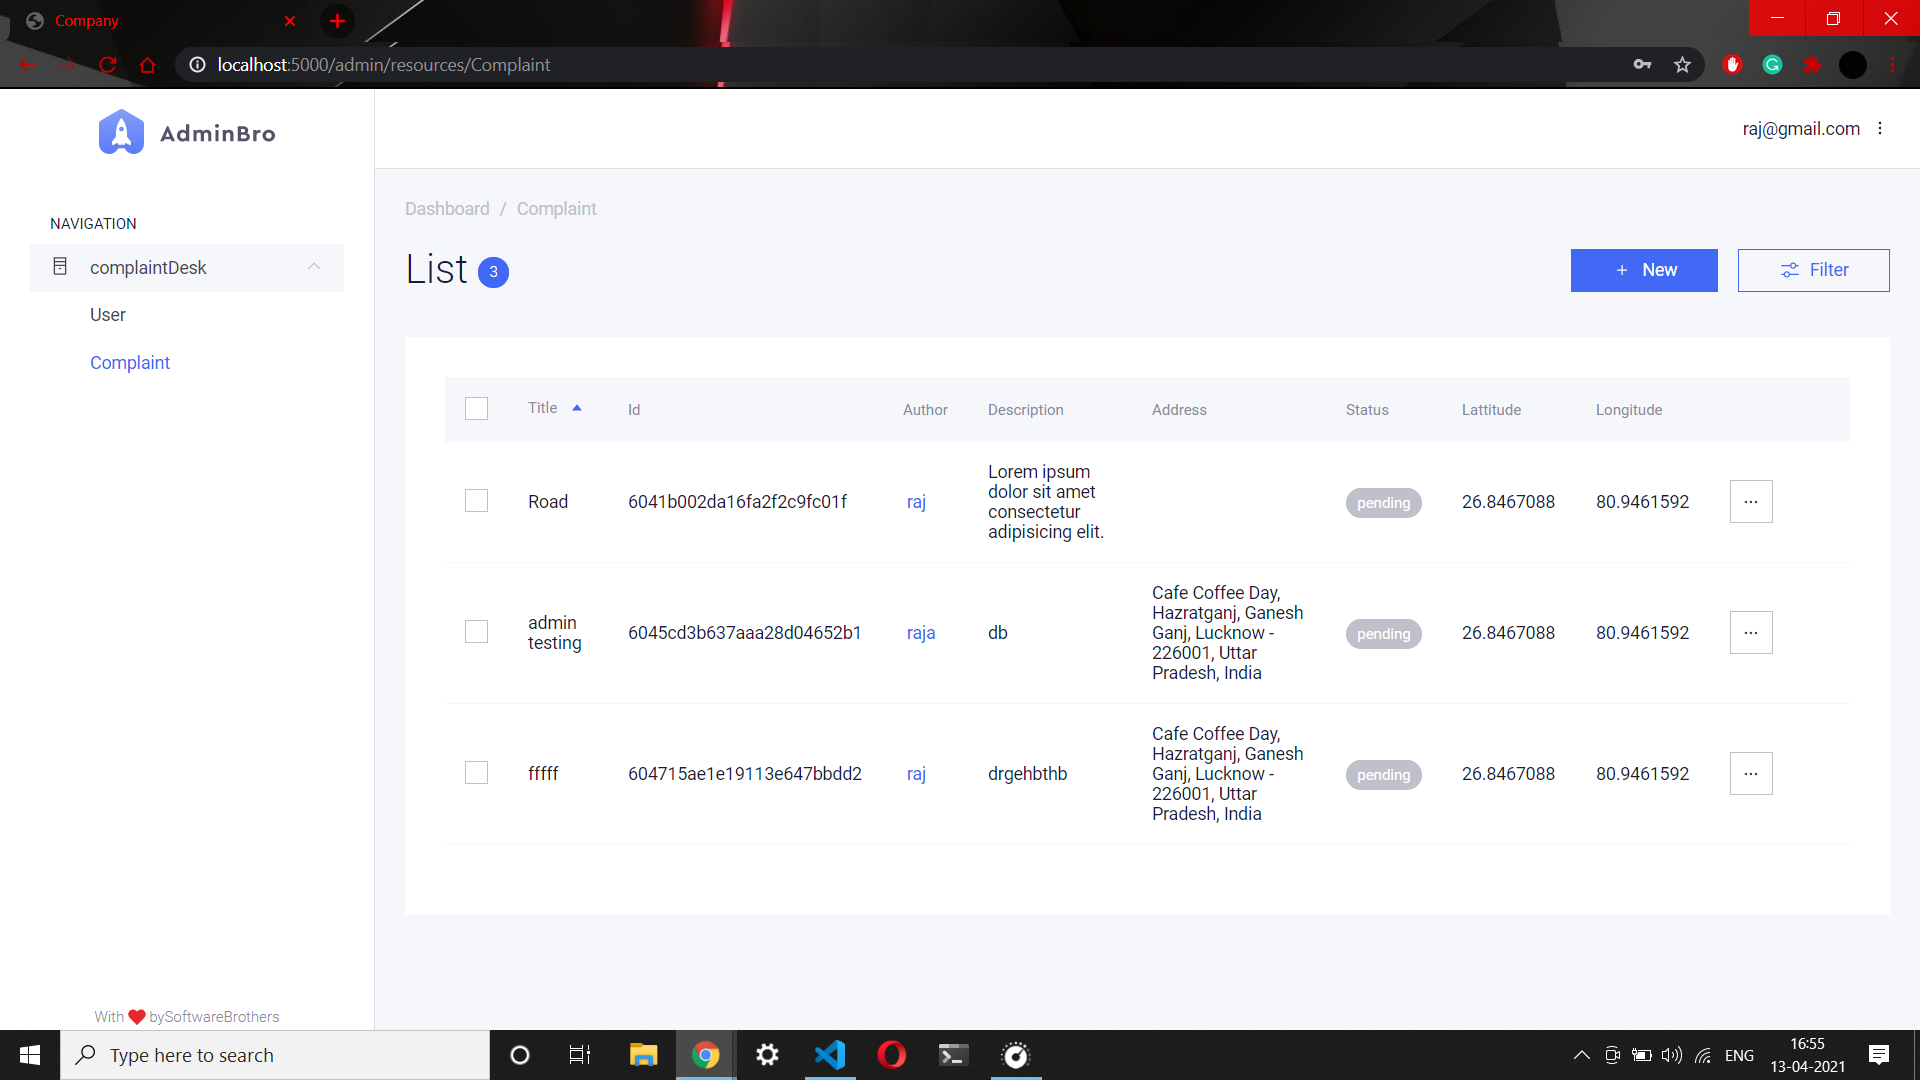 Company
localhost:5000/admin/resources/Complaint
AdminBro
raj@gmail.com
NAVIGATION
complaintDesk
User
Complaint
Dashboard / Complaint
List 3
+ New
Filter
Title Id Author Description Address Status Lattitude Longitude
Road 6041b002da16fa2f2c9fc01f raj
Lorem ipsum
dolor sit amet
consectetur
adipisicing elit.
pending 26.8467088 80.9461592
admin
testing
6045cd3b637aaa28d04652b1 raja db
Cafe Coffee Day,
Hazratganj, Ganesh
Ganj, Lucknow -
226001, Uttar
Pradesh, India
pending 26.8467088 80.9461592
fffff 604715ae1e19113e647bbdd2 raj drgehbthb
Cafe Coffee Day,
Hazratganj, Ganesh
Ganj, Lucknow -
226001, Uttar
Pradesh, India
pending 26.8467088 80.9461592
With ❤ bySoftwareBrothers
Type here to search
ENG
16:55
13-04-2021